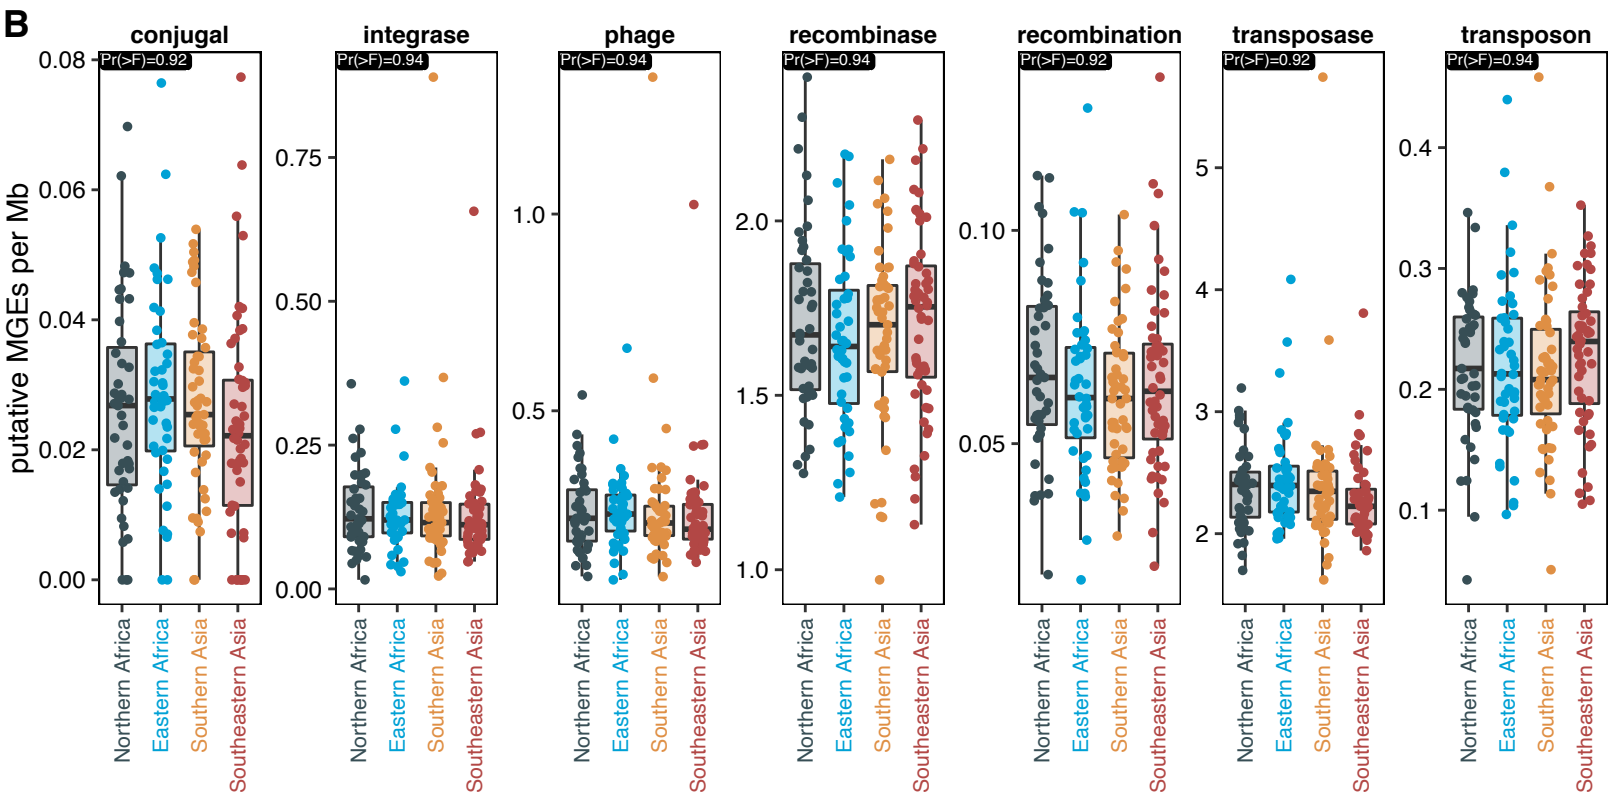 B
conjugal
integrase
phage
recombinase
recombination
transposase
transposon
Pr(>F)=0.92
Pr(>F)=0.94
Pr(>F)=0.94
Pr(>F)=0.94
Pr(>F)=0.92
Pr(>F)=0.92
Pr(>F)=0.94
putative MGEs per Mb
0.08
0.06
0.04
0.02
0.00
0.75
0.50
0.25
0.00
1.0
0.5
2.0
1.5
1.0
0.10
0.05
5
4
3
2
0.4
0.3
0.2
0.1
Northern Africa
Eastern Africa
Southern Asia
Southeastern Asia
Northern Africa
Eastern Africa
Southern Asia
Southeastern Asia
Northern Africa
Eastern Africa
Southern Asia
Southeastern Asia
Northern Africa
Eastern Africa
Southern Asia
Southeastern Asia
Northern Africa
Eastern Africa
Southern Asia
Southeastern Asia
Northern Africa
Eastern Africa
Southern Asia
Southeastern Asia
Northern Africa
Eastern Africa
Southern Asia
Southeastern Asia